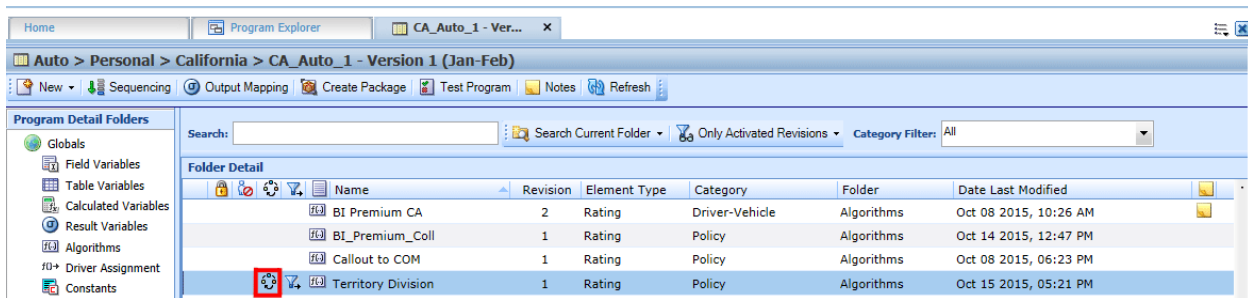 Home Program Explorer CA_Auto_1 - Ver... X
Auto > Personal > California > CA_Auto_1 - Version 1 (Jan-Feb)
New Sequencing Output Mapping Create Package Test Program Notes Refresh
Program Detail Folders
Globals
Field Variables
Table Variables
Calculated Variables
Result Variables
Algorithms
Driver Assignment
Constants
Search: Search Current Folder Only Activated Revisions Category Filter: All
Folder Detail
Name Revision Element Type Category Folder Date Last Modified
BI Premium CA 2 Rating Driver-Vehicle Algorithms Oct 08 2015, 10:26 AM
BI_Premium_Coll 1 Rating Policy Algorithms Oct 14 2015, 12:47 PM
Callout to COM 1 Rating Policy Algorithms Oct 08 2015, 06:23 PM
Territory Division 1 Rating Policy Algorithms Oct 15 2015, 05:21 PM